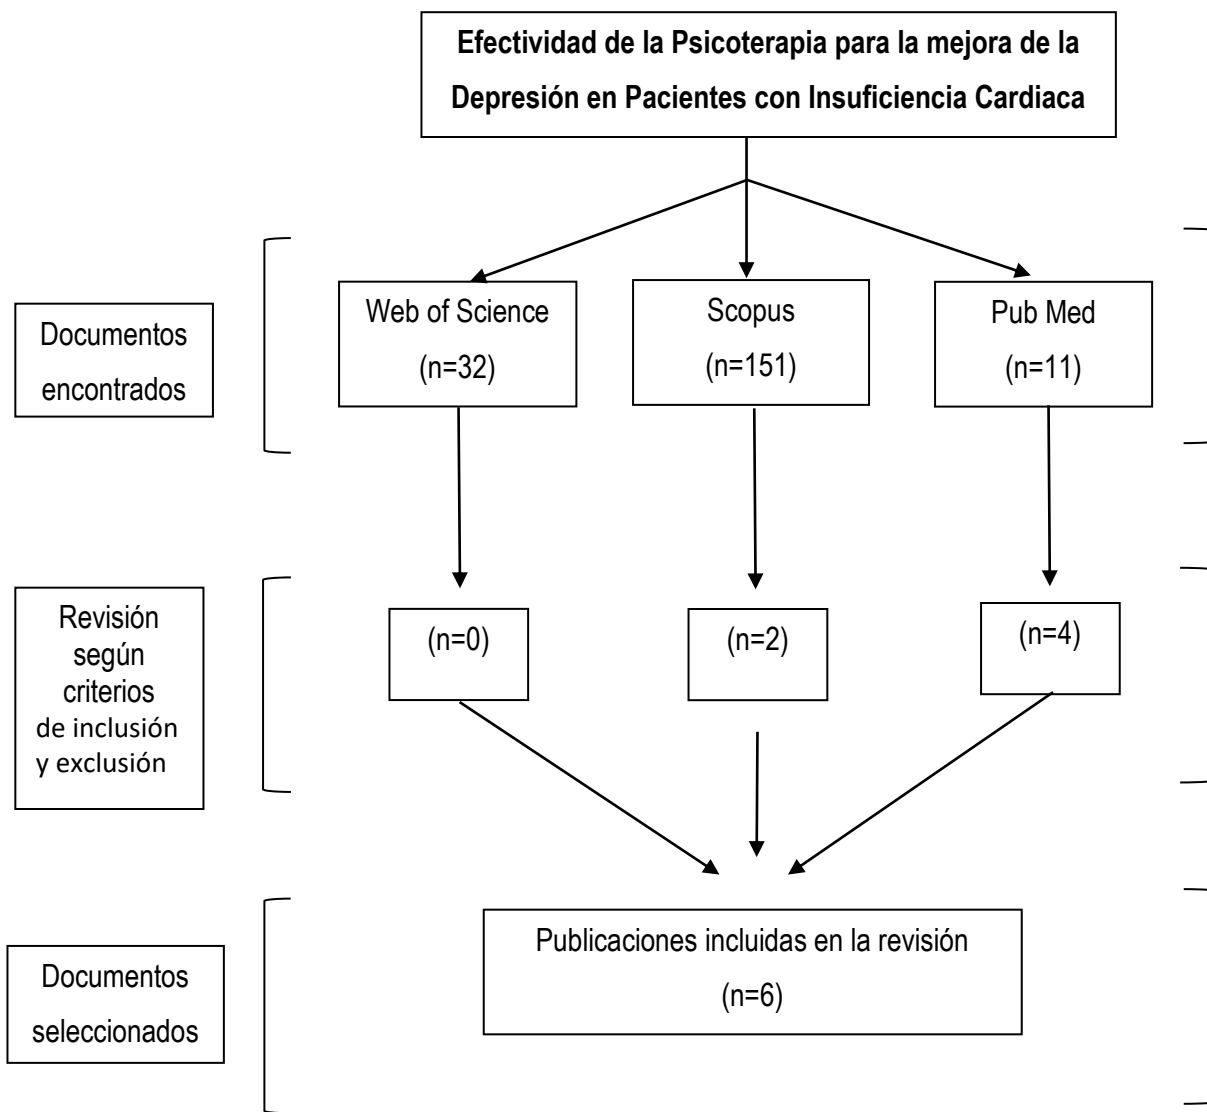 Efectividad de la Psicoterapia para la mejora de la
Depresión en Pacientes con Insuficiencia Cardiaca
Documentos
encontrados
Web of Science
(n=32)
Scopus
(n=151)
Pub Med
(n=11)
Revisión
según
criterios
de inclusión
y exclusión
(n=0)
(n=2)
(n=4)
Documentos
seleccionados
Publicaciones incluidas en la revisión
(n=6)